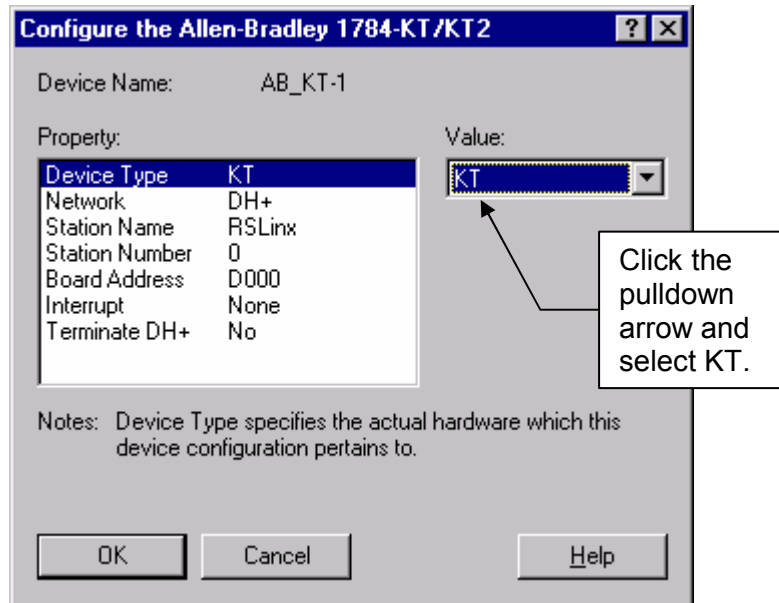 Configure the Allen-Bradley 1784-KT/KT2
Device Name: AB_KT-1
Property:
Value:
Device Type KT
Network DH+
Station Name RSLinx
Station Number 0
Board Address D000
Interrupt None
Terminate DH+ No
KT
Click the
pulldown
arrow and
select KT.
Notes: Device Type specifies the actual hardware which this
device configuration pertains to.
OK
Cancel
Help